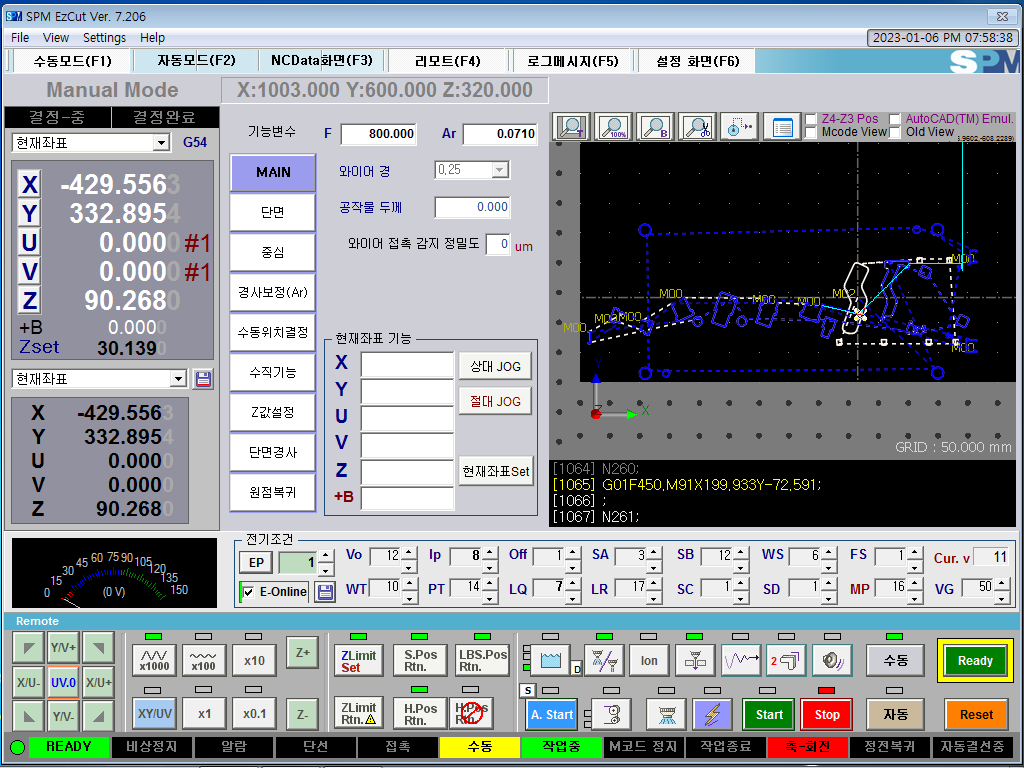 SPM EzCut Ver. 7.206
File View Settings Help
2023-01-06 PM 07:58:38
수동모드(F1) 자동모드(F2) NCData화면(F3) 리모트(F4) 로그메시지(F5) 설정 화면(F6) SPM
Manual Mode X:1003.000 Y:600.000 Z:320.000
결정-중 결정완료
현재좌표 G54
X -429.5563
Y 332.8954
U 0.0000 #1
V 0.0000 #1
Z 90.2680
+B 0.0000
Zset 30.1390
현재좌표
X -429.5563
Y 332.8954
U 0.0000
V 0.0000
Z 90.2680
기능변수 F 800.000 Ar 0.0710
MAIN
단면
중심
경사보정(Ar)
수동위치결정
수직기능
Z값설정
단면경사
원점복귀
와이어 경 0,25
공작물 두께 0.000
와이어 접촉 감지 정밀도 0 um
현재좌표 기능
X
Y
U
V
Z
+B
상대 JOG
절대 JOG
현재좌표Set
T 100% B
Z4-Z3 Pos AutoCAD(TM) Emul.
Mcode View Old View
M00
M00
M02
M00
M00
M00
M00
M00
M00
X
GRID : 50.000 mm
[1064] N260;
[1065] G01F450,M91X199,933Y-72,591;
[1066] ;
[1067] N261;
0 15 30 45 60 75 90 105 120 135 150
(0 V)
전기조건
EP 1 Vo 12 Ip 8 Off 1 SA 3 SB 12 WS 6 FS 1 Cur. v 11
E-Online WT 10 PT 14 LQ 7 LR 17 SC 1 SD 1 MP 16 VG 50
Remote
Y/V+
X/U- UV.0 X/U+
Y/V-
x1000 x100 x10 Z+
XY/UV x1 x0.1 Z-
ZLimit Set S.Pos Rtn. LBS.Pos Rtn.
ZLimit Rtn. H.Pos Rtn.
D Ion 2 수동 Ready
S A. Start Start Stop 자동 Reset
READY 비상정지 알람 단선 접촉 수동 작업중 M코드 정지 작업종료 축-회전 정전복귀 자동결선중